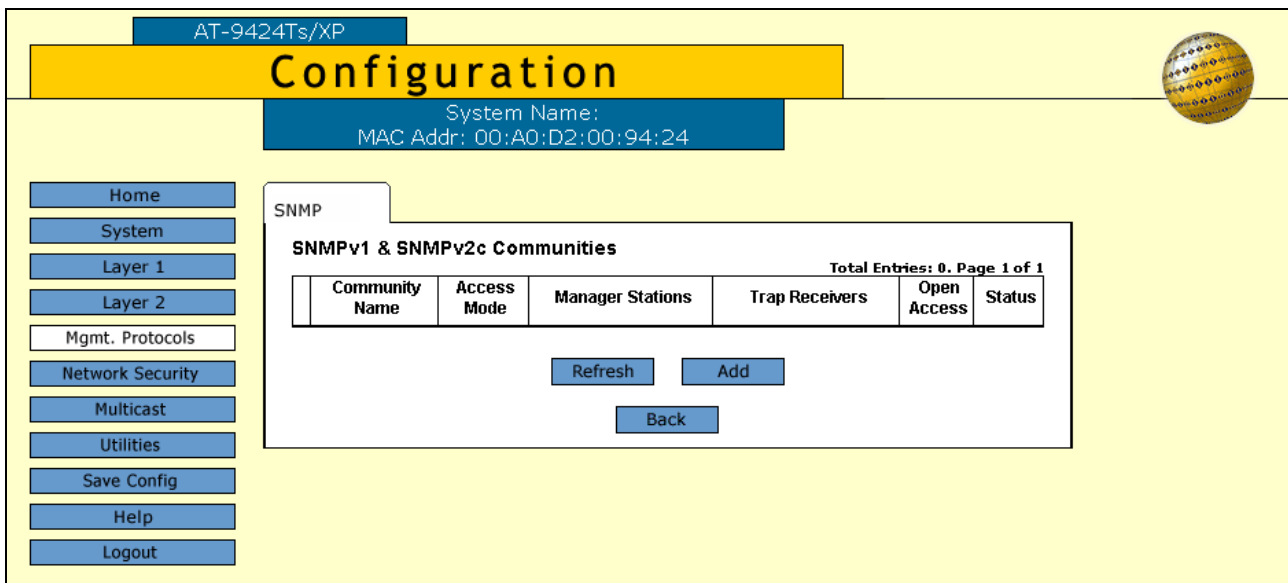 AT-9424Ts/XP
Configuration
System Name:
MAC Addr: 00:A0:D2:00:94:24
Home
System
Layer 1
Layer 2
Mgmt. Protocols
Network Security
Multicast
Utilities
Save Config
Help
Logout
SNMP
SNMPv1 & SNMPv2c Communities
Total Entries: 0. Page 1 of 1
Community Name Access Mode Manager Stations Trap Receivers Open Access Status
Refresh Add
Back